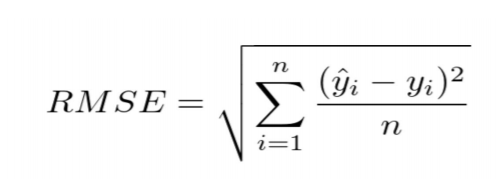 RMSE = \sqrt{\sum_{i=1}^{n} \frac{(\hat{y}_i - y_i)^2}{n}}